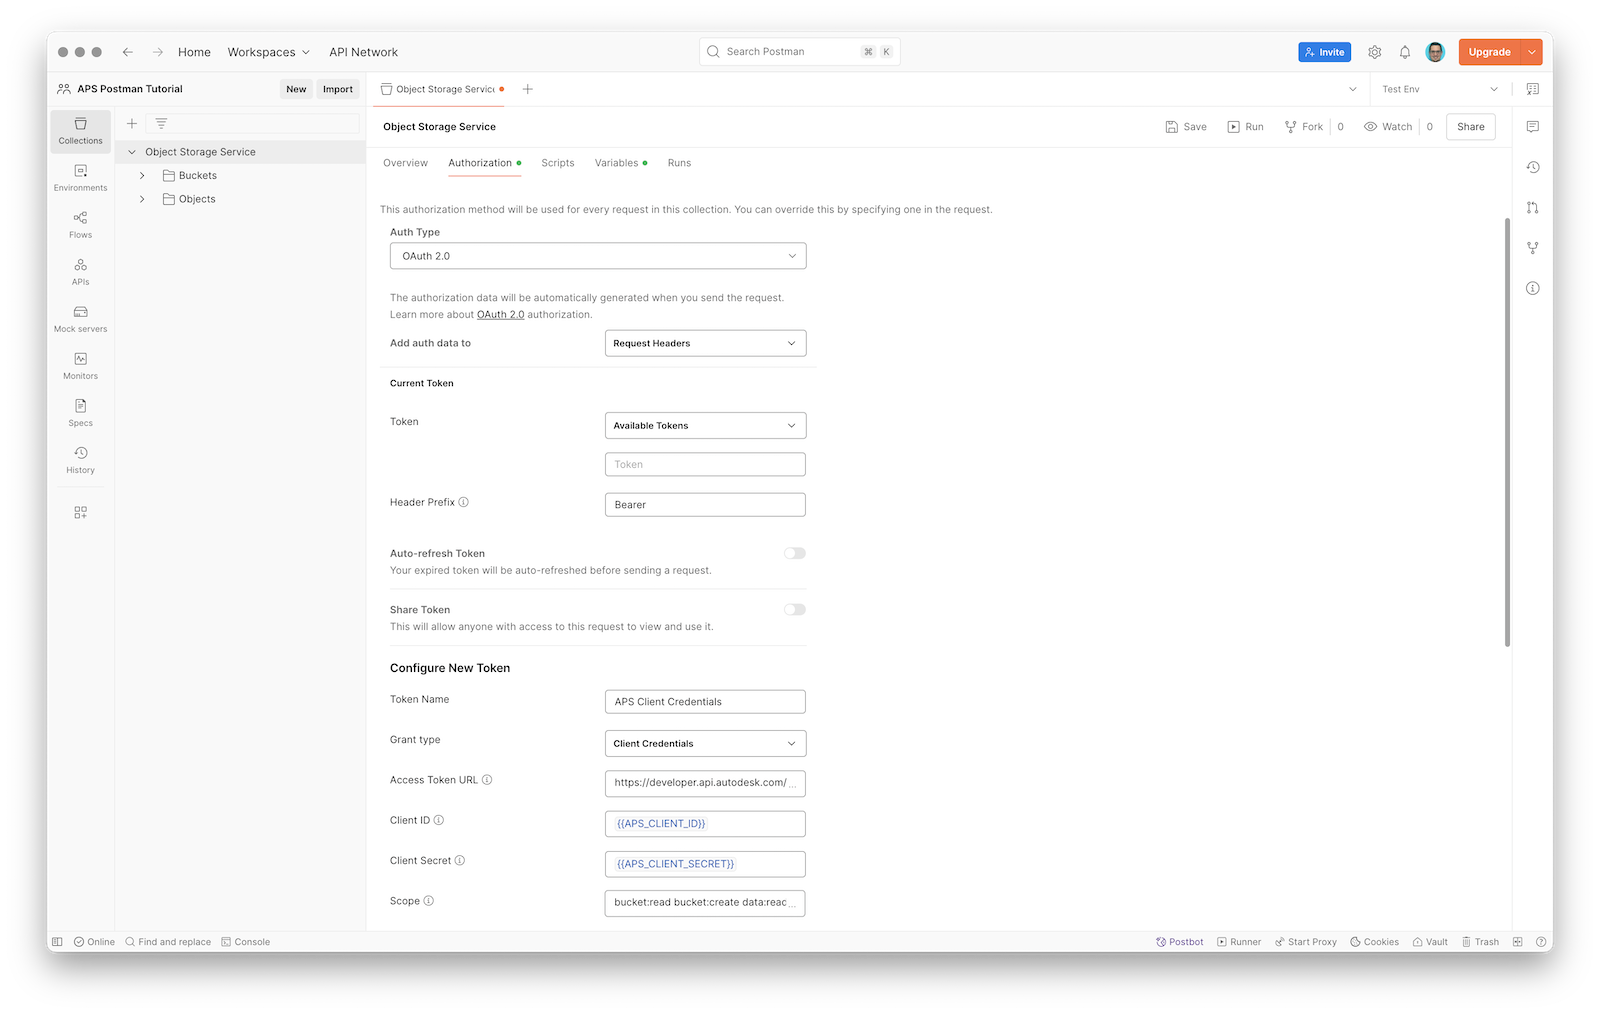 Home
Workspaces
API Network
Search Postman
⌘
K
Invite
Upgrade
APS Postman Tutorial
New
Import
Object Storage Service
Test Env
Collections
Environments
Flows
APIs
Mock servers
Monitors
Specs
History
Object Storage Service
Buckets
Objects
Object Storage Service
Save
Run
Fork
0
Watch
0
Share
Overview
Authorization
Scripts
Variables
Runs
This authorization method will be used for every request in this collection. You can override this by specifying one in the request.
Auth Type
OAuth 2.0
The authorization data will be automatically generated when you send the request.
Learn more about OAuth 2.0 authorization.
Add auth data to
Request Headers
Current Token
Token
Available Tokens
Token
Header Prefix
Bearer
Auto-refresh Token
Your expired token will be auto-refreshed before sending a request.
Share Token
This will allow anyone with access to this request to view and use it.
Configure New Token
Token Name
APS Client Credentials
Grant type
Client Credentials
Access Token URL
https://developer.api.autodesk.com/...
Client ID
{{APS_CLIENT_ID}}
Client Secret
{{APS_CLIENT_SECRET}}
Scope
bucket:read bucket:create data:read...
Online
Find and replace
Console
Postbot
Runner
Start Proxy
Cookies
Vault
Trash